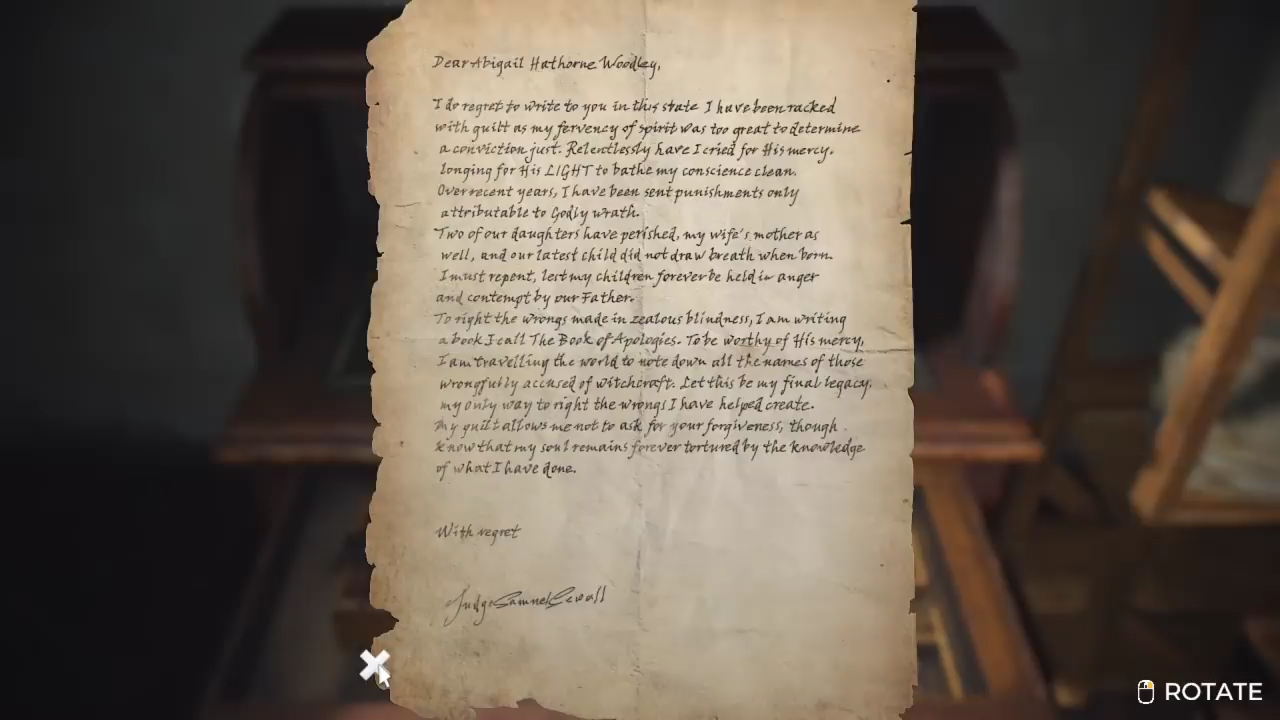 Dear Abigail Hathorne Woodley,
I do regret to write to you in this state I have been racked
with guilt as my fervency of spirit was too great to determine
a conviction just. Relentlessly have I cried for His mercy,
longing for His LIGHT to bathe my conscience clean.
Over recent years, I have been sent punishments only
attributable to Godly wrath.
Two of our daughters have perished, my wife's mother as
well, and our latest child did not draw breath when born.
I must repent, lest my children forever be held in anger
and contempt by our Father.
To right the wrongs made in zealous blindness, I am writing
a book I call The Book of Apologies. To be worthy of His mercy,
I am travelling the world to note down all the names of those
wrongfully accused of witchcraft. Let this be my final legacy,
my only way to right the wrongs I have helped create.
My guilt allows me not to ask for your forgiveness, though
know that my soul remains forever tortured by the knowledge
of what I have done.
With regret
Judge Samuel Sewall
ROTATE